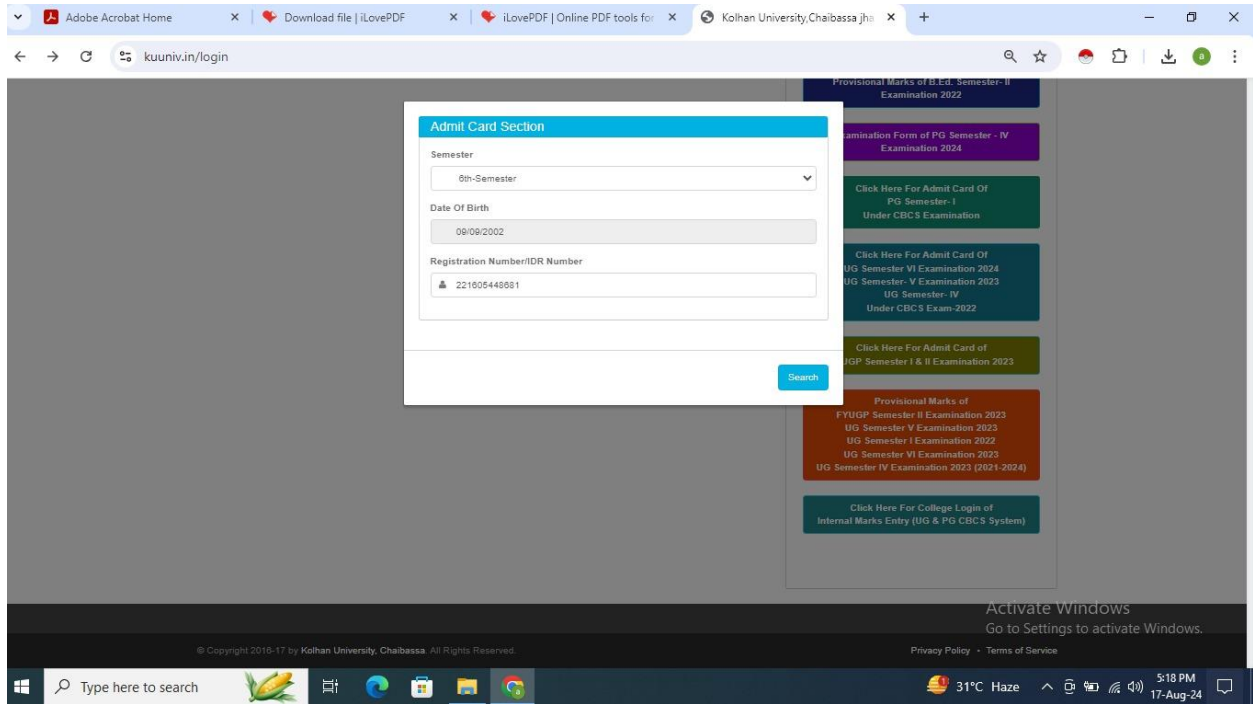 Adobe Acrobat Home
Download file | iLovePDF
iLovePDF | Online PDF tools for
Kolhan University,Chaibassa jha
kuuniv.in/login
a
Provisional Marks of B.Ed. Semester- II
Examination 2022
Admit Card Section
Semester
6th-Semester
Date Of Birth
09/09/2002
Registration Number/IDR Number
221605448681
Search
amination Form of PG Semester - IV
Examination 2024
Click Here For Admit Card Of
PG Semester- I
Under CBCS Examination
Click Here For Admit Card Of
UG Semester VI Examination 2024
UG Semester- V Examination 2023
UG Semester- IV
Under CBCS Exam-2022
Click Here For Admit Card of
UGP Semester I & II Examination 2023
Provisional Marks of
FYUGP Semester II Examination 2023
UG Semester V Examination 2023
UG Semester I Examination 2022
UG Semester VI Examination 2023
UG Semester IV Examination 2023 (2021-2024)
Click Here For College Login of
Internal Marks Entry (UG & PG CBCS System)
Activate Windows
Go to Settings to activate Windows.
© Copyright 2016-17 by Kolhan University, Chaibassa. All Rights Reserved.
Privacy Policy - Terms of Service
Type here to search
31°C Haze
5:18 PM
17-Aug-24